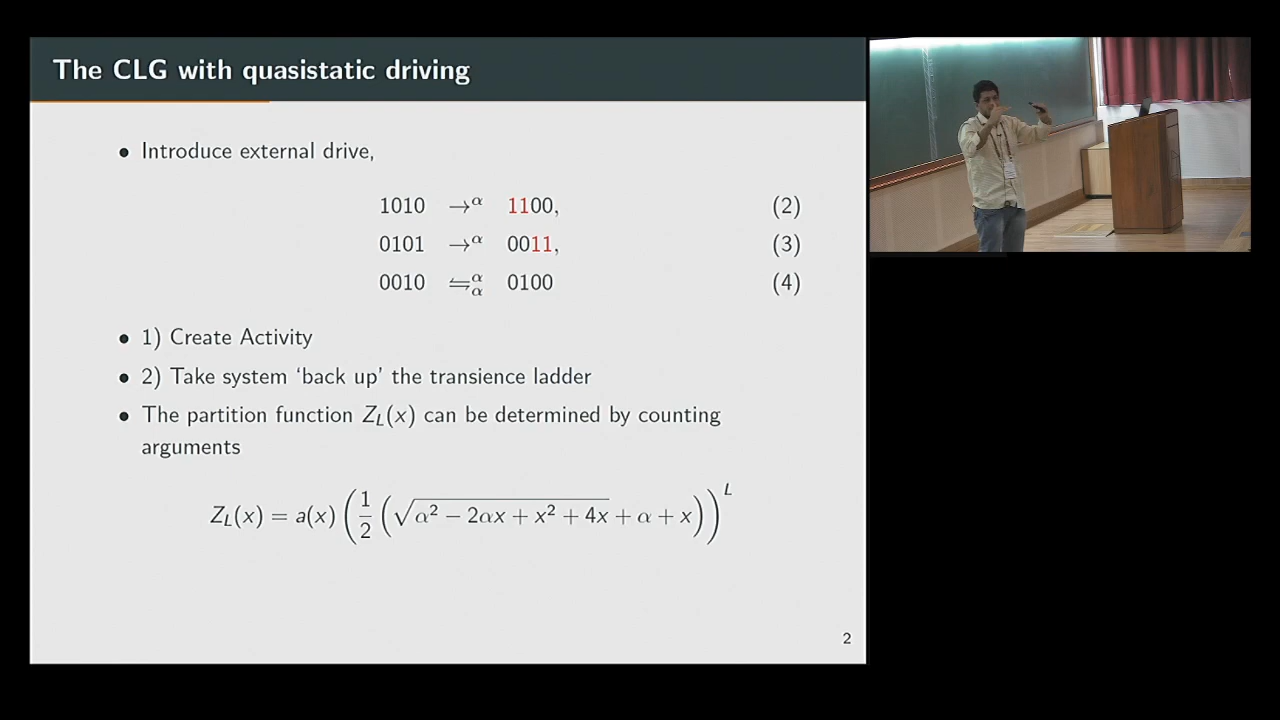 The CLG with quasistatic driving
• Introduce external drive,
1010 →^α 1100, (2)
0101 →^α 0011, (3)
0010 ⇋^α_α 0100 (4)
• 1) Create Activity
• 2) Take system ‘back up’ the transience ladder
• The partition function Z_L(x) can be determined by counting
arguments
Z_L(x) = a(x) (1/2 (√(α² − 2αx + x² + 4x) + α + x))^L
2